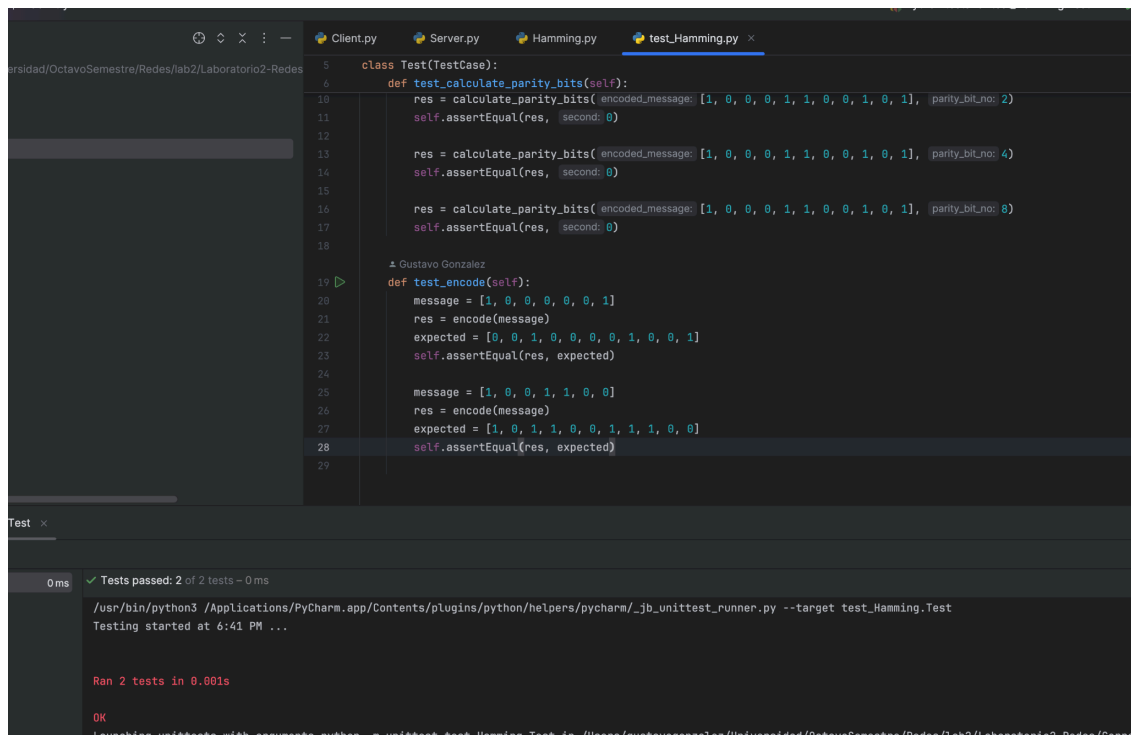 Client.py Server.py Hamming.py test_Hamming.py ×
ersidad/OctavoSemestre/Redes/lab2/Laboratorio2-Redes
5 class Test(TestCase):
6 def test_calculate_parity_bits(self):
10 res = calculate_parity_bits( encoded_message: [1, 0, 0, 0, 1, 1, 0, 0, 1, 0, 1], parity_bit_no: 2)
11 self.assertEqual(res, second: 0)
12
13 res = calculate_parity_bits( encoded_message: [1, 0, 0, 0, 1, 1, 0, 0, 1, 0, 1], parity_bit_no: 4)
14 self.assertEqual(res, second: 0)
15
16 res = calculate_parity_bits( encoded_message: [1, 0, 0, 0, 1, 1, 0, 0, 1, 0, 1], parity_bit_no: 8)
17 self.assertEqual(res, second: 0)
18
Gustavo Gonzalez
19 def test_encode(self):
20 message = [1, 0, 0, 0, 0, 0, 1]
21 res = encode(message)
22 expected = [0, 0, 1, 0, 0, 0, 0, 1, 0, 0, 1]
23 self.assertEqual(res, expected)
24
25 message = [1, 0, 0, 1, 1, 0, 0]
26 res = encode(message)
27 expected = [1, 0, 1, 1, 0, 0, 1, 1, 1, 0, 0]
28 self.assertEqual(res, expected)
29
Test ×
0 ms ✓ Tests passed: 2 of 2 tests – 0 ms
/usr/bin/python3 /Applications/PyCharm.app/Contents/plugins/python/helpers/pycharm/_jb_unittest_runner.py --target test_Hamming.Test
Testing started at 6:41 PM ...
Ran 2 tests in 0.001s
OK